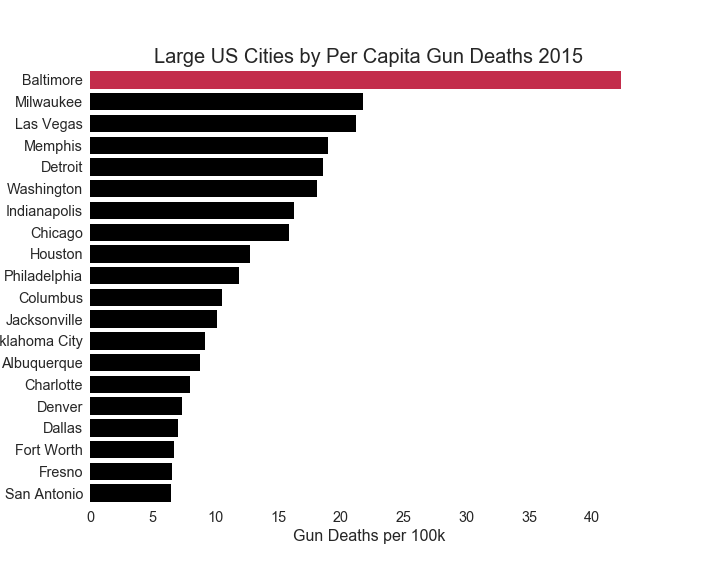 Large US Cities by Per Capita Gun Deaths 2015
Baltimore
Milwaukee
Las Vegas
Memphis
Detroit
Washington
Indianapolis
Chicago
Houston
Philadelphia
Columbus
Jacksonville
klahoma City
Albuquerque
Charlotte
Denver
Dallas
Fort Worth
Fresno
San Antonio
0 5 10 15 20 25 30 35 40
Gun Deaths per 100k